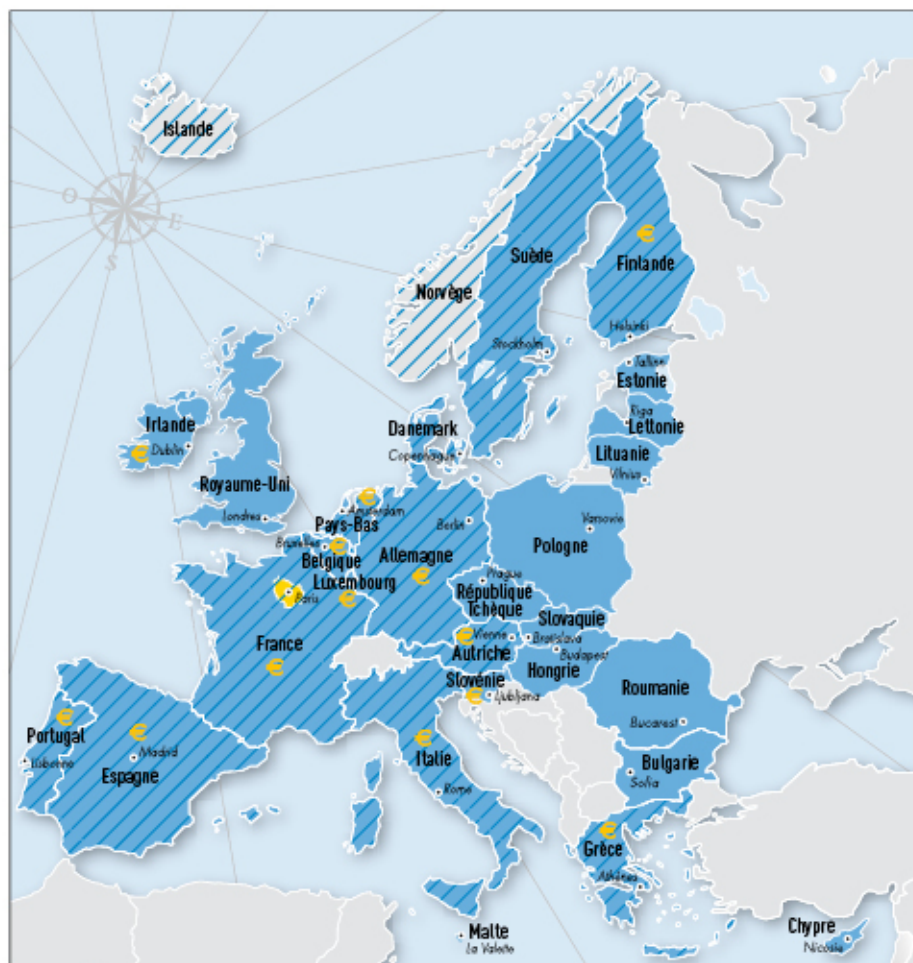 Islande
N
O
E
S
Suède
€
Finlande
Norvège
Helsinki
Stockholm
Tallinn
Estonie
Riga
Lettonie
Lituanie
Vilnius
Irlande
€
Dublin
Danemark
Copenhague
Royaume-Uni
Londres
€
Amsterdam
Pays-Bas
Berlin
Varsovie
Pologne
Bruxelles
€
Belgique
Allemagne
€
Luxembourg
€
Paris
Prague
République
Tchèque
Slovaquie
€
Vienne
Bratislava
Autriche
Budapest
Hongrie
France
€
Slovénie
€
Ljubljana
Roumanie
Bucarest
€
Portugal
Lisbonne
€
Madrid
Espagne
€
Italie
Rome
Bulgarie
Sofia
€
Grèce
Athènes
Malte
La Valette
Chypre
Nicosie